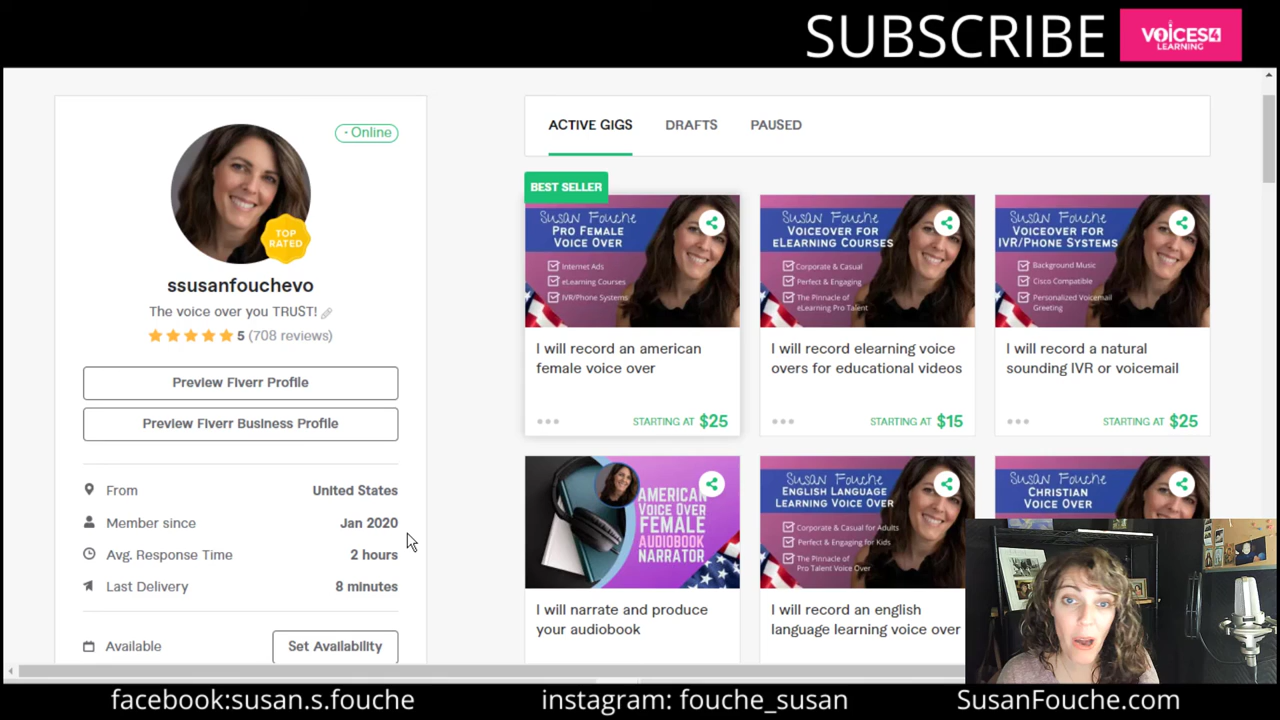 SUBSCRIBE
VOICES4
LEARNING
· Online
TOP
RATED
ssusanfouchevo
The voice over you TRUST!
5 (708 reviews)
Preview Fiverr Profile
Preview Fiverr Business Profile
From United States
Member since Jan 2020
Avg. Response Time 2 hours
Last Delivery 8 minutes
Available Set Availability
ACTIVE GIGS DRAFTS PAUSED
BEST SELLER
Susan Fouche
PRO FEMALE
VOICE OVER
Internet Ads
eLearning Courses
IVR/Phone Systems
I will record an american
female voice over
STARTING AT $25
Susan Fouche
VOICEOVER FOR
eLEARNING COURSES
Corporate & Casual
Perfect & Engaging
The Pinnacle of
eLearning Pro Talent
I will record elearning voice
overs for educational videos
STARTING AT $15
Susan Fouche
VOICEOVER FOR
IVR/PHONE SYSTEMS
Background Music
Cisco Compatible
Personalized Voicemail
Greeting
I will record a natural
sounding IVR or voicemail
STARTING AT $25
AMERICAN
VOICE OVER
FEMALE
AUDIOBOOK
NARRATOR
I will narrate and produce
your audiobook
Susan Fouche
ENGLISH LANGUAGE
LEARNING VOICE OVER
Corporate & Casual for Adults
Perfect & Engaging for Kids
The Pinnacle of
Pro Talent Voice Over
I will record an english
language learning voice over
Susan Fouche
CHRISTIAN
VOICE OVER
facebook:susan.s.fouche
instagram: fouche_susan
SusanFouche.com